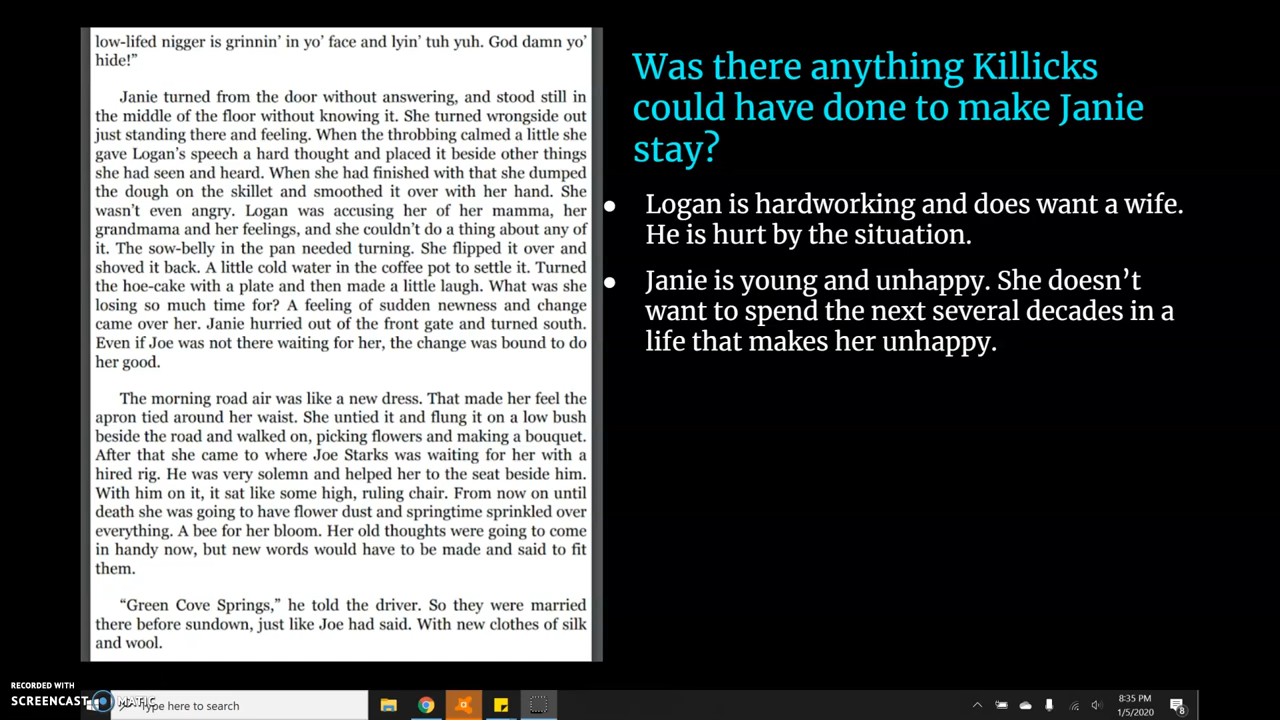 low-lifed nigger is grinnin’ in yo’ face and lyin’ tuh yuh. God damn yo’
hide!”
Janie turned from the door without answering, and stood still in
the middle of the floor without knowing it. She turned wrongside out
just standing there and feeling. When the throbbing calmed a little she
gave Logan’s speech a hard thought and placed it beside other things
she had seen and heard. When she had finished with that she dumped
the dough on the skillet and smoothed it over with her hand. She
wasn’t even angry. Logan was accusing her of her mamma, her
grandmama and her feelings, and she couldn’t do a thing about any of
it. The sow-belly in the pan needed turning. She flipped it over and
shoved it back. A little cold water in the coffee pot to settle it. Turned
the hoe-cake with a plate and then made a little laugh. What was she
losing so much time for? A feeling of sudden newness and change
came over her. Janie hurried out of the front gate and turned south.
Even if Joe was not there waiting for her, the change was bound to do
her good.
The morning road air was like a new dress. That made her feel the
apron tied around her waist. She untied it and flung it on a low bush
beside the road and walked on, picking flowers and making a bouquet.
After that she came to where Joe Starks was waiting for her with a
hired rig. He was very solemn and helped her to the seat beside him.
With him on it, it sat like some high, ruling chair. From now on until
death she was going to have flower dust and springtime sprinkled over
everything. A bee for her bloom. Her old thoughts were going to come
in handy now, but new words would have to be made and said to fit
them.
“Green Cove Springs,” he told the driver. So they were married
there before sundown, just like Joe had said. With new clothes of silk
and wool.
Was there anything Killicks
could have done to make Janie
stay?
● Logan is hardworking and does want a wife.
He is hurt by the situation.
● Janie is young and unhappy. She doesn’t
want to spend the next several decades in a
life that makes her unhappy.
RECORDED WITH
SCREENCAST MATIC
Type here to search
8:35 PM
1/5/2020
8